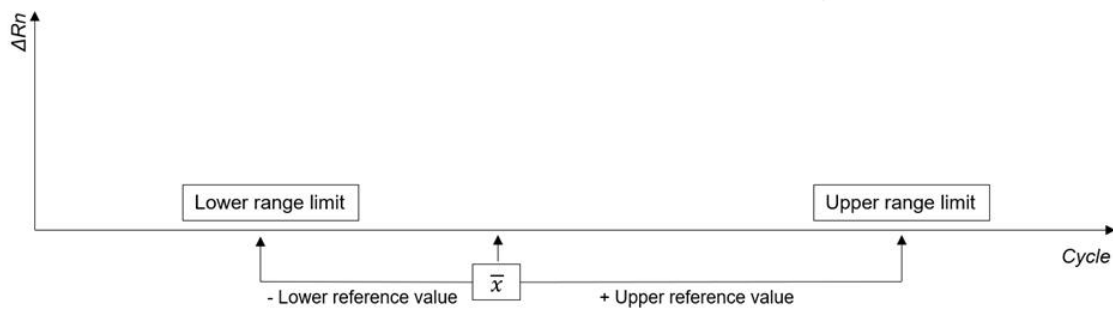 ΔRn
Lower range limit
Upper range limit
Cycle
x̅
- Lower reference value
+ Upper reference value